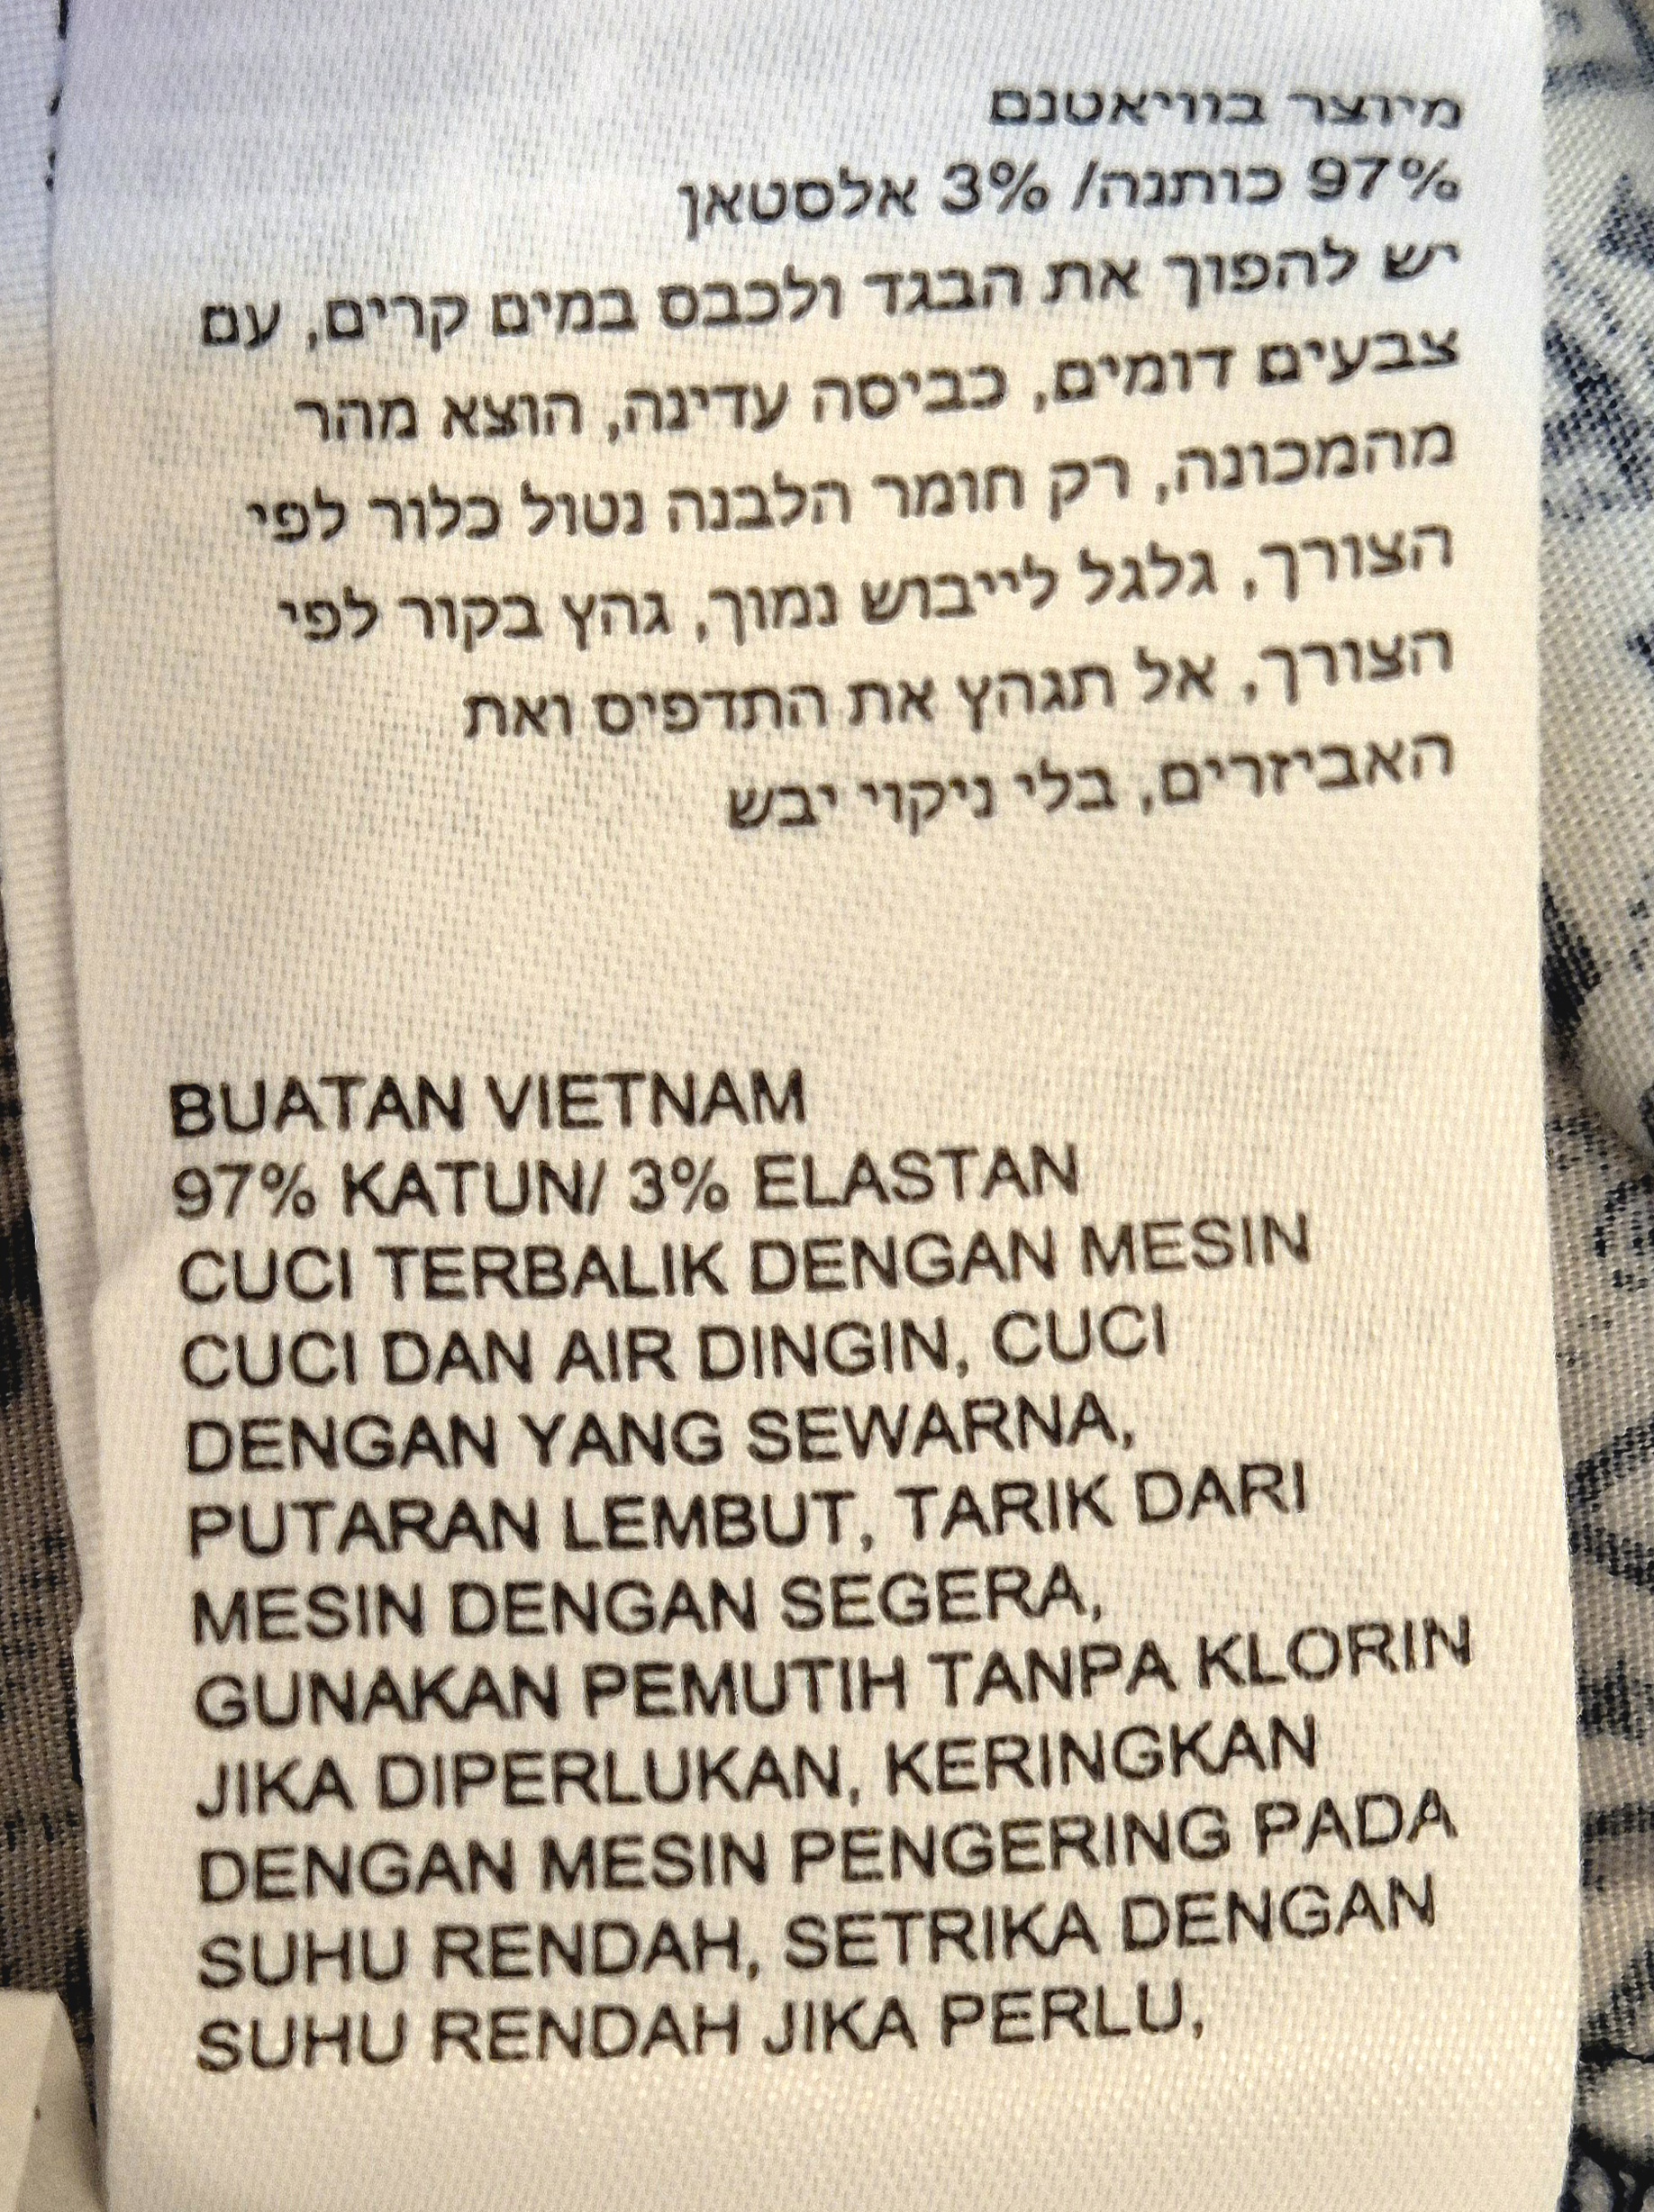 מיוצר בוויאטנם
97% כותנה/ 3% אלסטאן
יש להפוך את הבגד ולכבס במים קרים, עם
צבעים דומים, כביסה עדינה, הוצא מהר
מהמכונה, רק חומר הלבנה נטול כלור לפי
הצורך, גלגל לייבוש נמוך, גהץ בקור לפי
הצורך, אל תגהץ את התדפיס ואת
האביזרים, בלי ניקוי יבש
BUATAN VIETNAM
97% KATUN/ 3% ELASTAN
CUCI TERBALIK DENGAN MESIN
CUCI DAN AIR DINGIN, CUCI
DENGAN YANG SEWARNA,
PUTARAN LEMBUT, TARIK DARI
MESIN DENGAN SEGERA,
GUNAKAN PEMUTIH TANPA KLORIN
JIKA DIPERLUKAN, KERINGKAN
DENGAN MESIN PENGERING PADA
SUHU RENDAH, SETRIKA DENGAN
SUHU RENDAH JIKA PERLU,